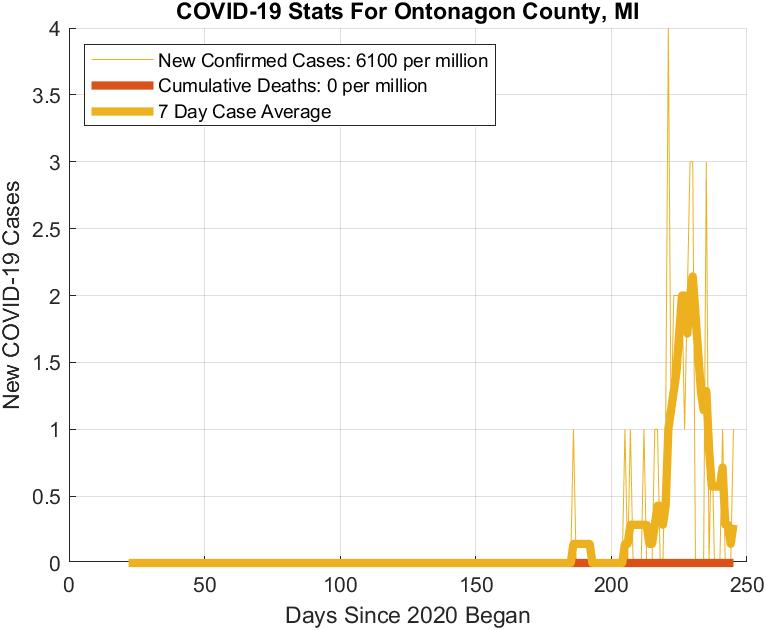 COVID-19 Stats For Ontonagon County, MI
New Confirmed Cases: 6100 per million
Cumulative Deaths: 0 per million
7 Day Case Average
New COVID-19 Cases
4
3.5
3
2.5
2
1.5
1
0.5
0
0 50 100 150 200 250
Days Since 2020 Began